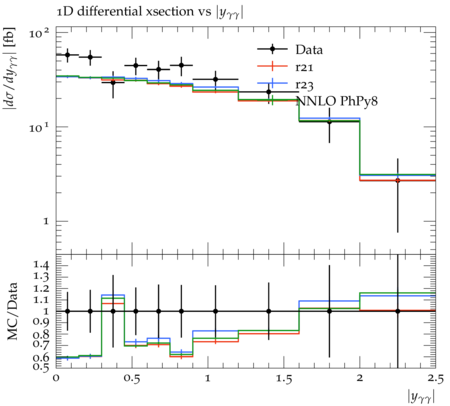 1D differential xsection vs |yγγ|
|dσ/dyγγ| [fb]
10²
10¹
1
Data
r21
r23
NNLO PhPy8
MC/Data
1.4
1.3
1.2
1.1
1
0.9
0.8
0.7
0.6
0.5
0 0.5 1 1.5 2 2.5
|yγγ|